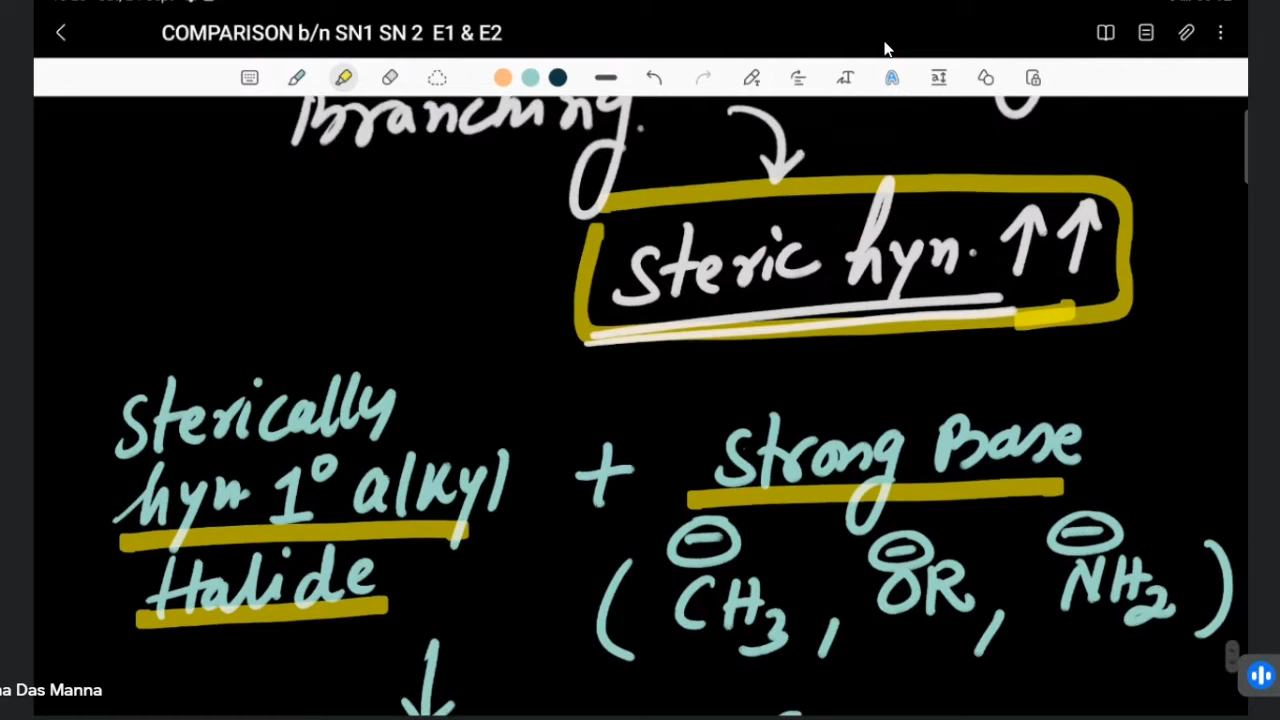 COMPARISON b/n SN1 SN 2 E1 & E2
Branching.
Steric hyn. ↑↑
Sterically
hyn 1° alkyl
Halide
+ Strong Base
(⊖CH3, ⊖OR, ⊖NH2)
a Das Manna